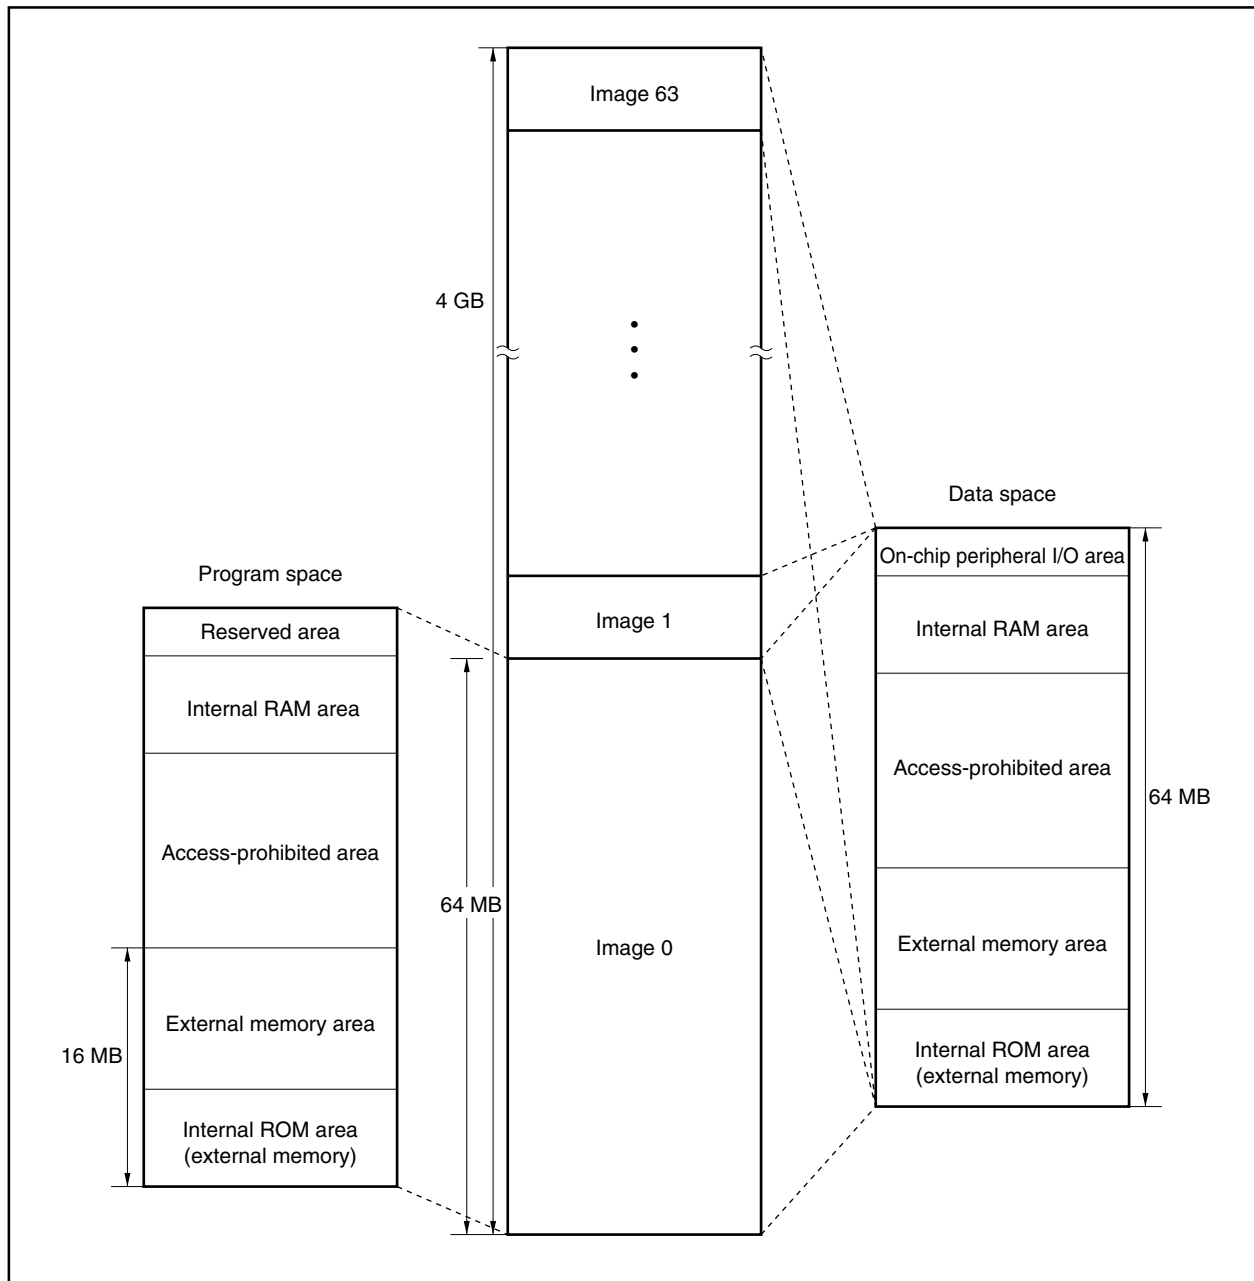 Image 63
4 GB
Data space
On-chip peripheral I/O area
Program space
Reserved area
Image 1
Internal RAM area
Internal RAM area
Access-prohibited area
64 MB
Access-prohibited area
64 MB
Image 0
External memory area
External memory area
16 MB
Internal ROM area
(external memory)
Internal ROM area
(external memory)